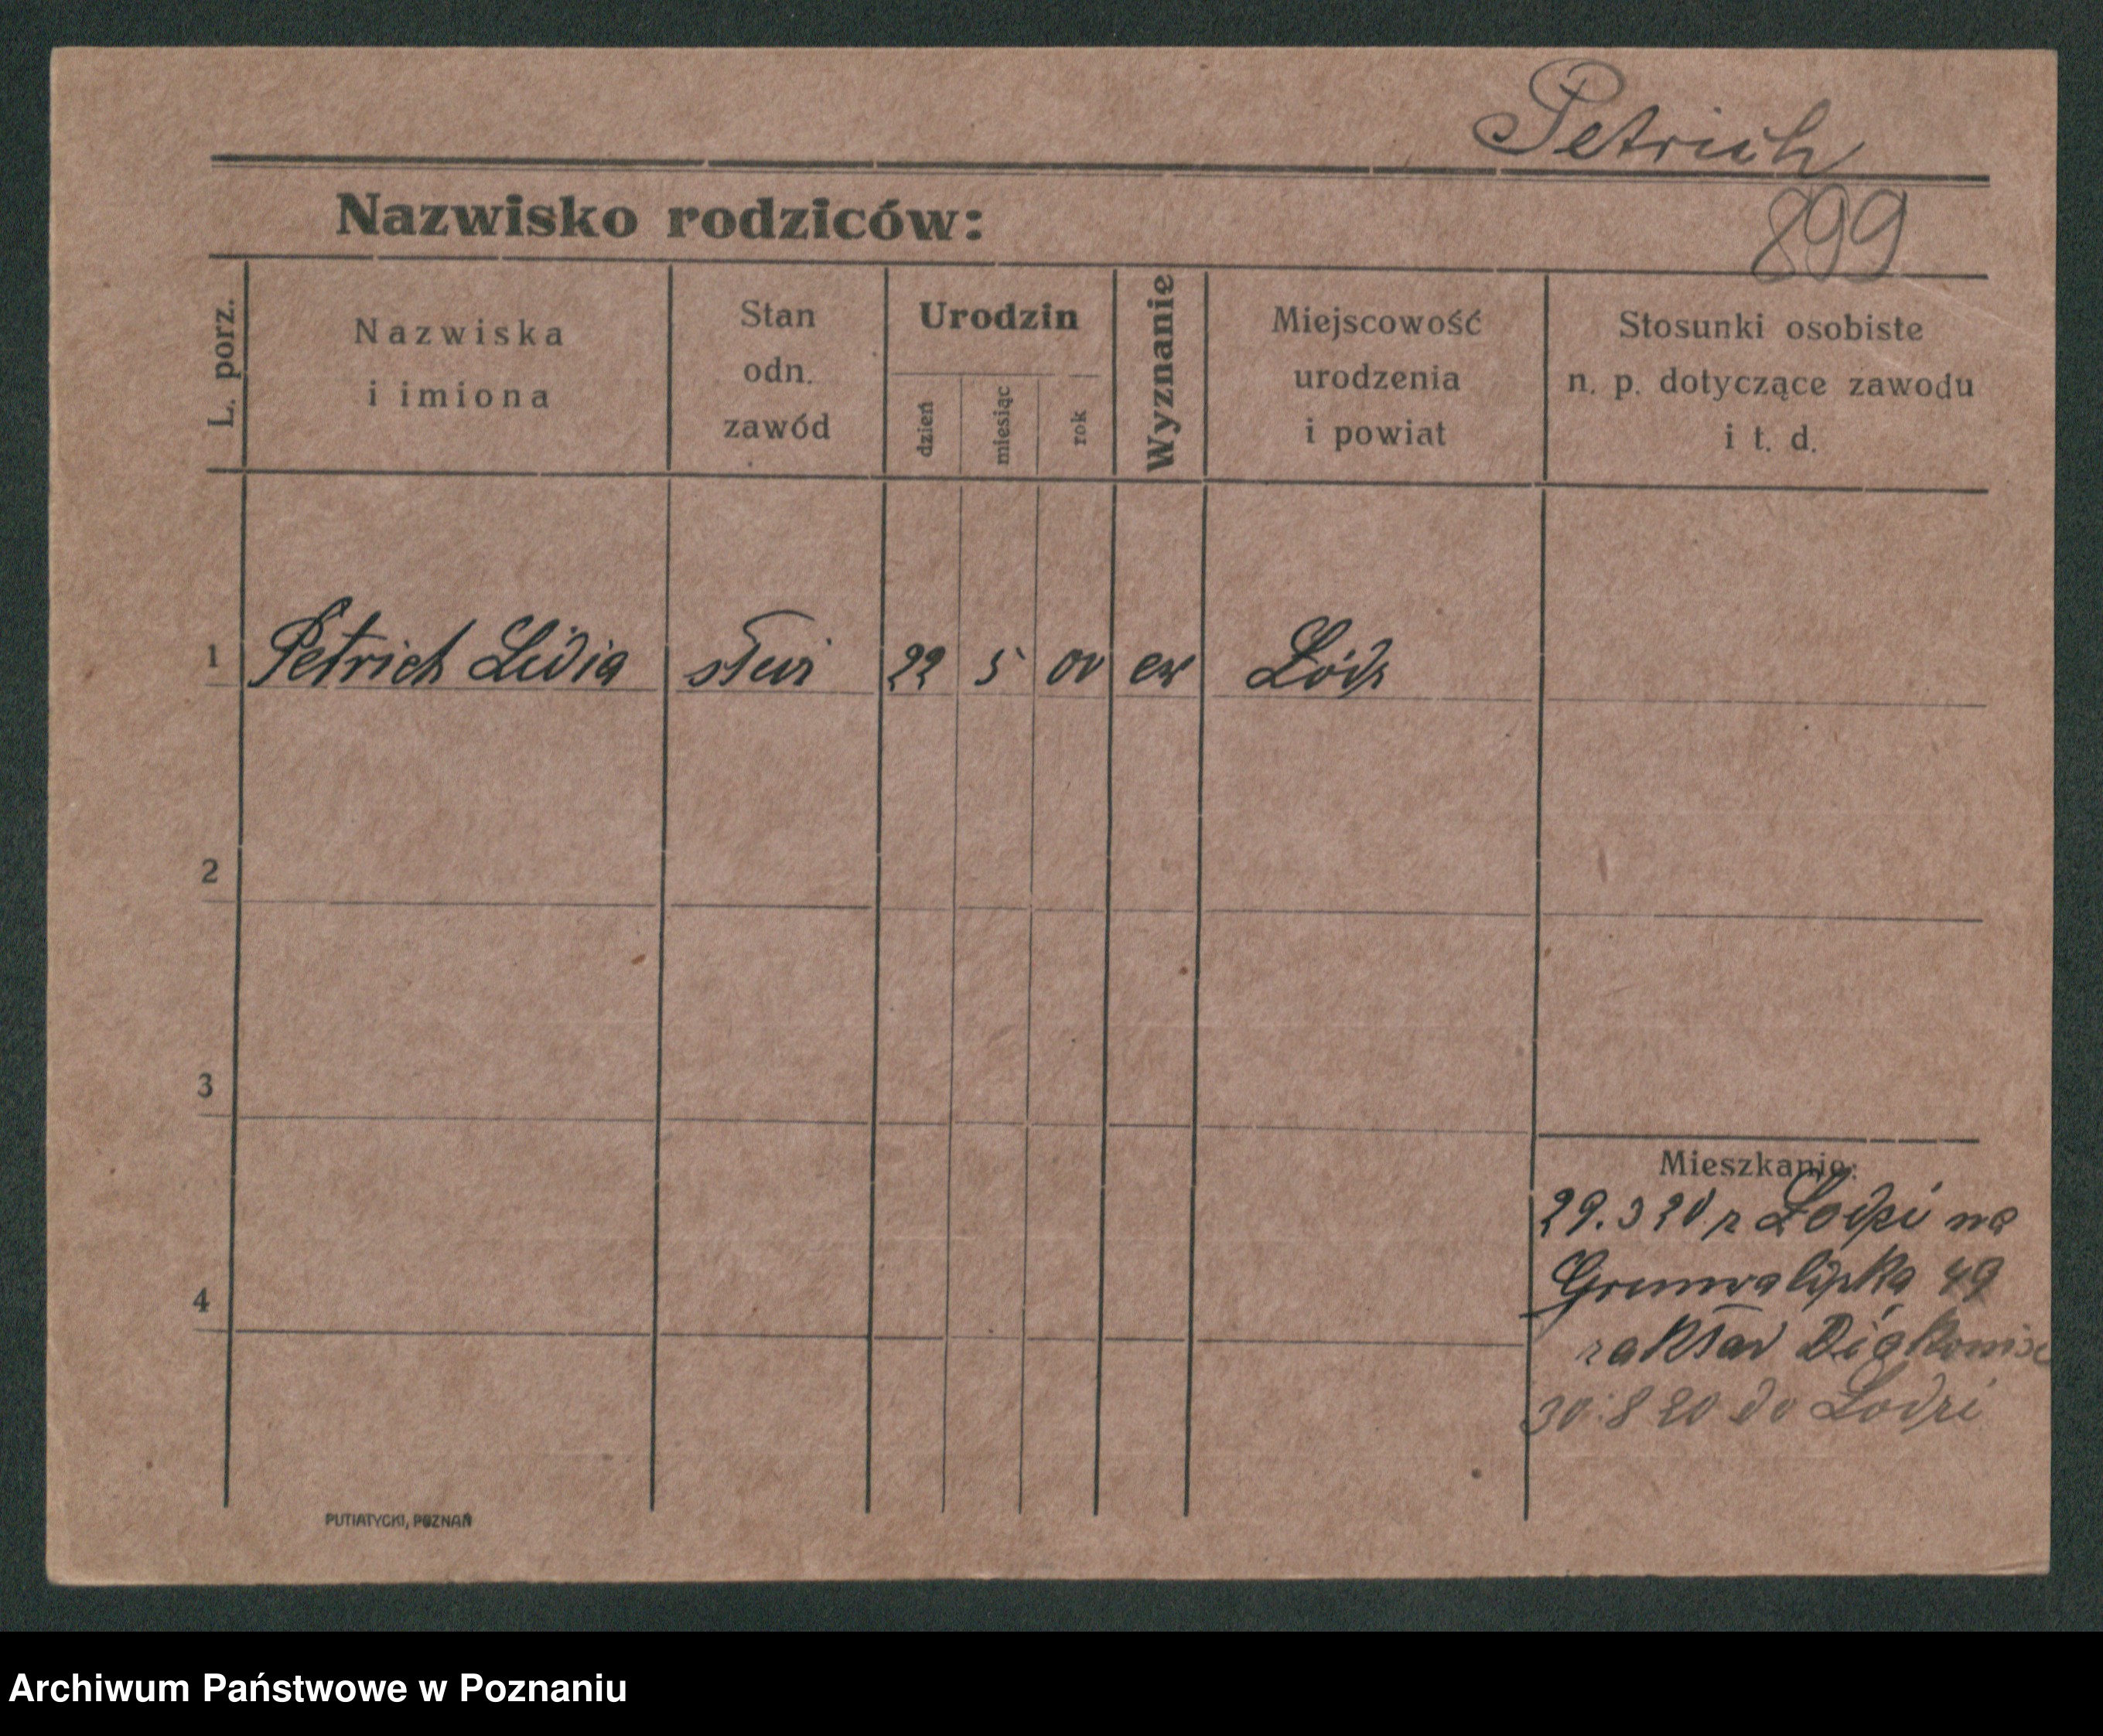 Petrich
Nazwisko rodziców:
899
L. porz.
Nazwiska
i imiona
Stan
odn.
zawód
Urodzin
dzień
miesiąc
rok
Wyznanie
Miejscowość
urodzenia
i powiat
Stosunki osobiste
n. p. dotyczące zawodu
i t. d.
1 Petrich Lidia 22 5 00 ew Łódź
2
3
Mieszkanie:
29.3 20 z Łodzi na
4
Grunwaldzka 49
zakład
30.8 20 do Lodzi
PUTIATYCKI, POZNAŃ
Archiwum Państwowe w Poznaniu